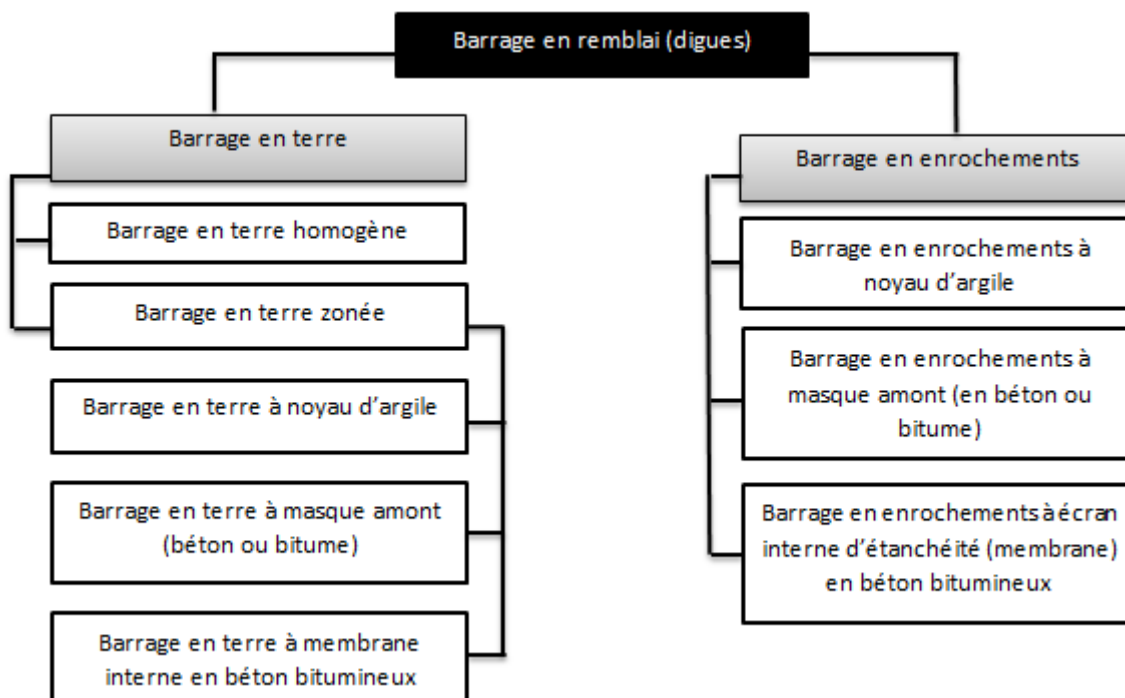 Barrage en remblai (digues)
Barrage en terre
Barrage en terre homogène
Barrage en terre zonée
Barrage en terre à noyau d'argile
Barrage en terre à masque amont
(béton ou bitume)
Barrage en terre à membrane
interne en béton bitumineux
Barrage en enrochements
Barrage en enrochements à
noyau d'argile
Barrage en enrochements à
masque amont (en béton ou
bitume)
Barrage en enrochements à écran
interne d'étanchéité (membrane)
en béton bitumineux